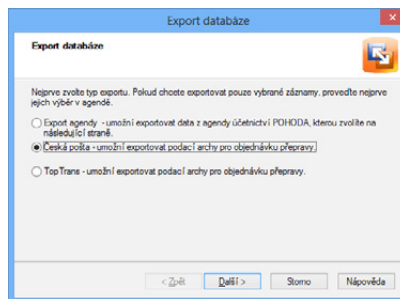 Export databáze
Export databáze
Nejprve zvolte typ exportu. Pokud chcete exportovat pouze vybrané záznamy, proveďte nejprve
jejich výběr v agendě.
Export agendy - umožní exportovat data z agendy účetnictví POHODA, kterou zvolíte na
následující straně.
Česká pošta - umožní exportovat podací archy pro objednávku přepravy.
TopTrans - umožní exportovat podací archy pro objednávku přepravy.
< Zpět Další > Storno Nápověda